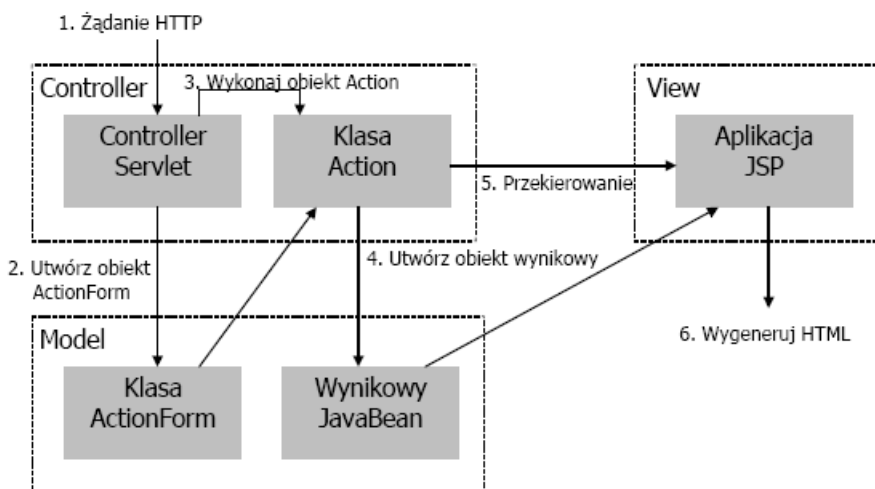 1. Żądanie HTTP
Controller
3. Wykonaj obiekt Action
View
Controller
Servlet
Klasa
Action
Aplikacja
JSP
5. Przekierowanie
2. Utwórz obiekt
ActionForm
4. Utwórz obiekt wynikowy
Model
6. Wygeneruj HTML
Klasa
ActionForm
Wynikowy
JavaBean